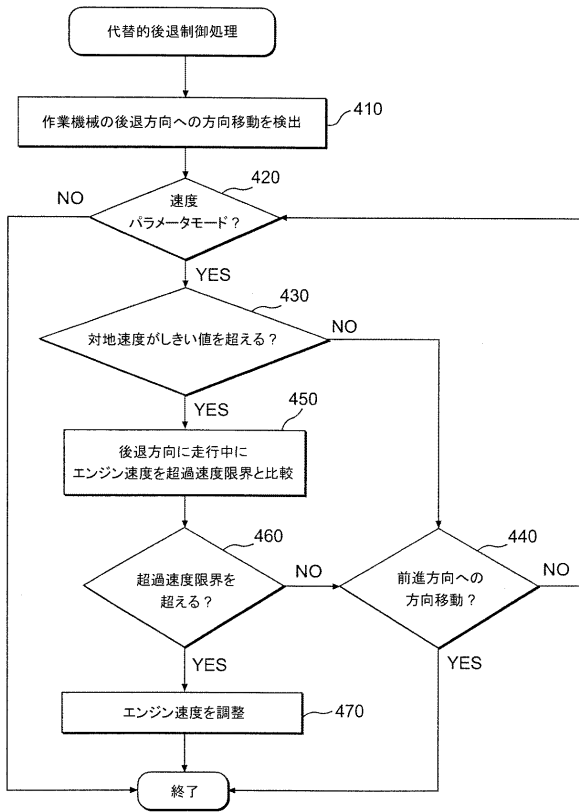 代替的後退制御処理
作業機械の後退方向への方向移動を検出
410
420
NO
速度
パラメータモード?
YES
430
対地速度がしきい値を超える?
NO
YES
450
後退方向に走行中に
エンジン速度を超過速度限界と比較
460
440
超過速度限界を
超える?
NO
前進方向への
方向移動?
NO
YES
YES
エンジン速度を調整
470
終了